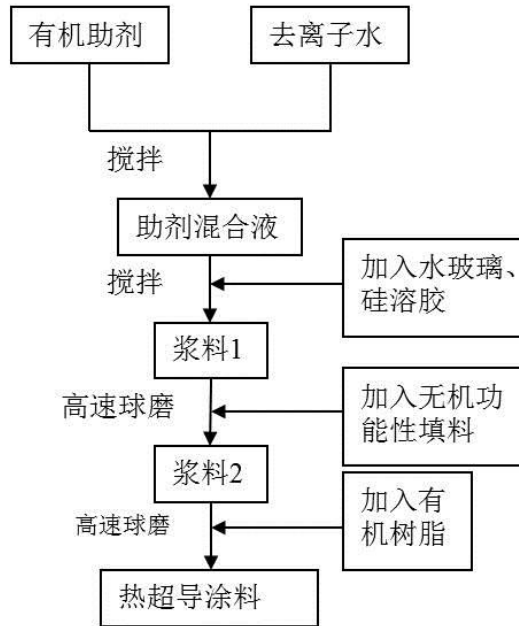 有机助剂
去离子水
搅拌
助剂混合液
搅拌
加入水玻璃、
硅溶胶
浆料1
高速球磨
加入无机功
能性填料
浆料2
高速球磨
加入有
机树脂
热超导涂料